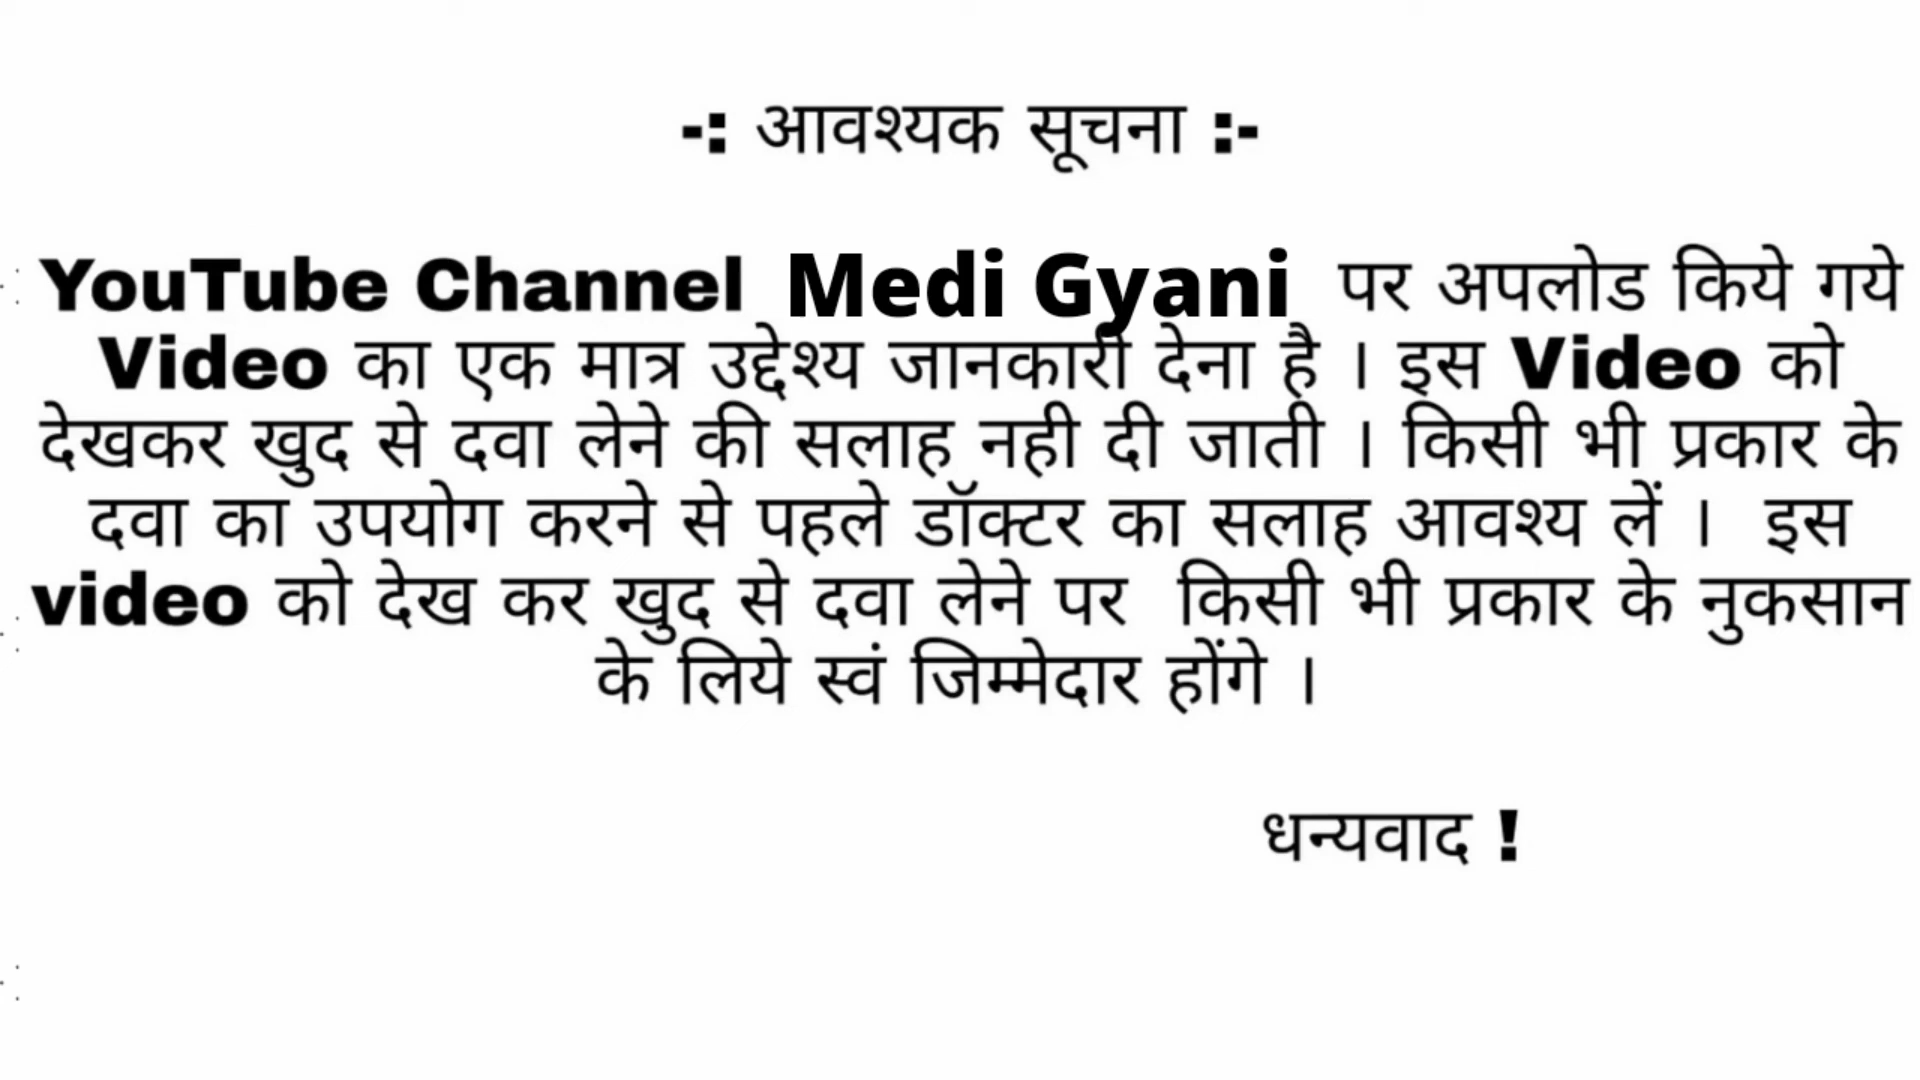 -: आवश्यक सूचना :-
YouTube Channel Medi Gyani पर अपलोड किये गये
Video का एक मात्र उद्देश्य जानकारी देना है । इस Video को
देखकर खुद से दवा लेने की सलाह नही दी जाती । किसी भी प्रकार के
दवा का उपयोग करने से पहले डॉक्टर का सलाह आवश्य लें । इस
video को देख कर खुद से दवा लेने पर किसी भी प्रकार के नुकसान
के लिये स्वं जिम्मेदार होंगे ।
धन्यवाद !